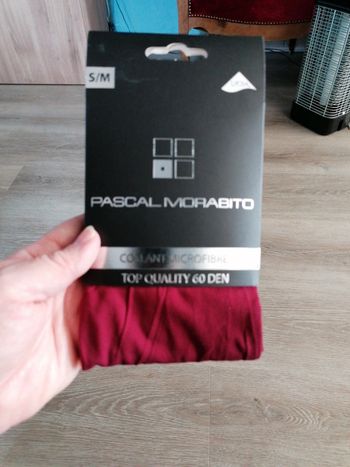 S/M
PASCAL MORABITO
COLLANT MICROFIBRE
TOP QUALITY 60 DEN